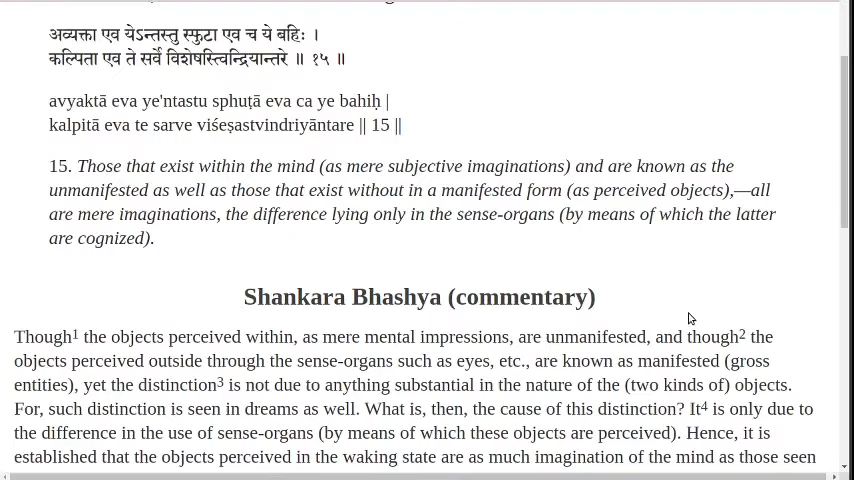 अव्यक्ता एव येऽन्तस्तु स्फुटा एव च ये बहिः ।
कल्पिता एव ते सर्वे विशेषस्त्विन्द्रियान्तरे ॥ १५ ॥
avyaktā eva ye'ntastu sphuṭā eva ca ye bahiḥ |
kalpitā eva te sarve viśeṣastvindriyāntare || 15 ||
15. Those that exist within the mind (as mere subjective imaginations) and are known as the
unmanifested as well as those that exist without in a manifested form (as perceived objects),—all
are mere imaginations, the difference lying only in the sense-organs (by means of which the latter
are cognized).
Shankara Bhashya (commentary)
Though1 the objects perceived within, as mere mental impressions, are unmanifested, and though2 the
objects perceived outside through the sense-organs such as eyes, etc., are known as manifested (gross
entities), yet the distinction3 is not due to anything substantial in the nature of the (two kinds of) objects.
For, such distinction is seen in dreams as well. What is, then, the cause of this distinction? It4 is only due to
the difference in the use of sense-organs (by means of which these objects are perceived). Hence, it is
established that the objects perceived in the waking state are as much imagination of the mind as those seen